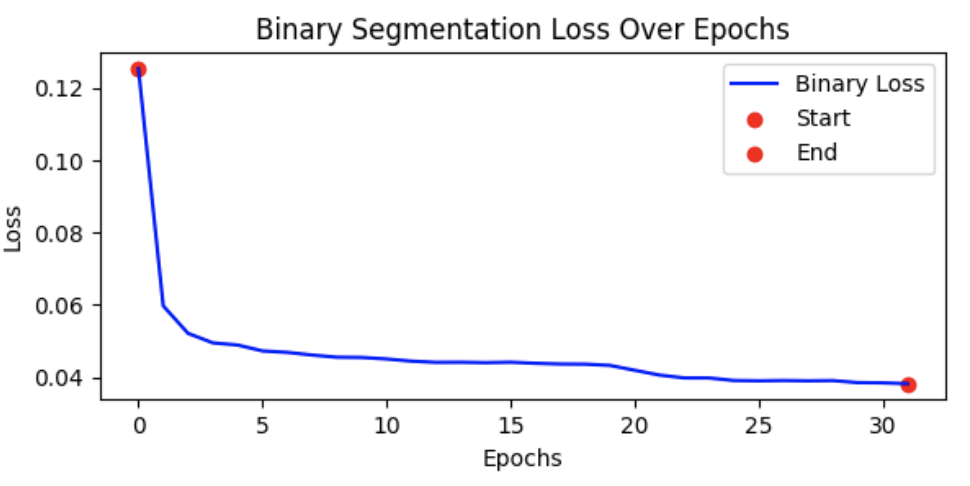 Binary Segmentation Loss Over Epochs
Binary Loss
Start
End
0.12
0.10
0.08
0.06
0.04
Loss
0 5 10 15 20 25 30
Epochs